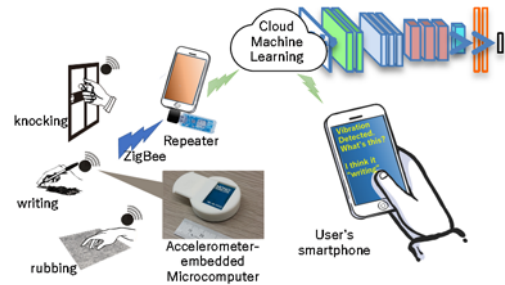 Cloud
Machine
Learning
knocking
Repeater
ZigBee
writing
rubbing
Accelerometer-
embedded
Microcomputer
Vibration
Detected.
What's this?
I think it
"writing"
User's
smartphone